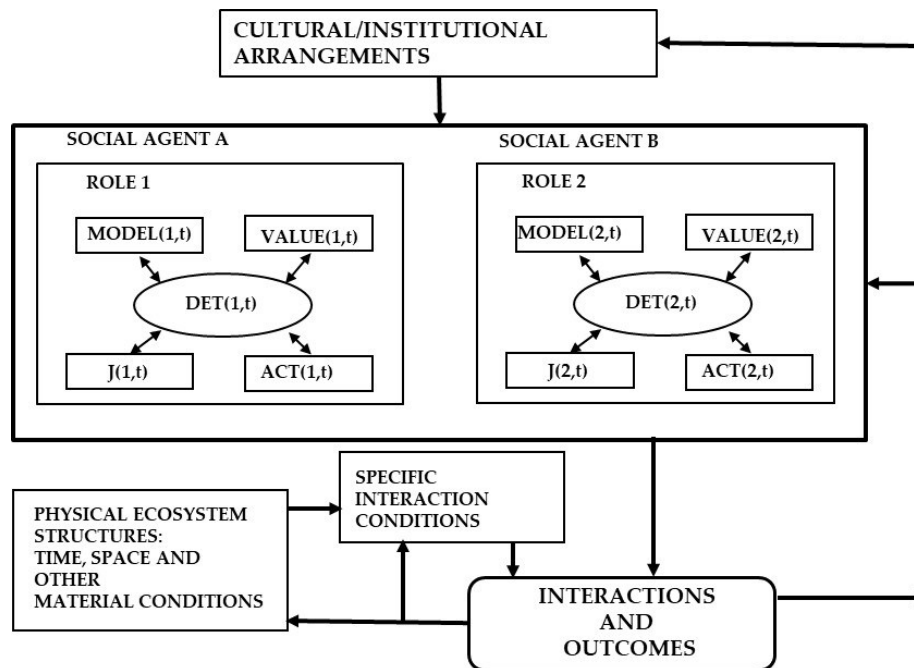 CULTURAL/INSTITUTIONAL
ARRANGEMENTS
SOCIAL AGENT A
ROLE 1
MODEL(1,t)
VALUE(1,t)
DET(1,t)
J(1,t)
ACT(1,t)
SOCIAL AGENT B
ROLE 2
MODEL(2,t)
VALUE(2,t)
DET(2,t)
J(2,t)
ACT(2,t)
SPECIFIC
INTERACTION
CONDITIONS
PHYSICAL ECOSYSTEM
STRUCTURES:
TIME, SPACE AND
OTHER
MATERIAL CONDITIONS
INTERACTIONS
AND
OUTCOMES